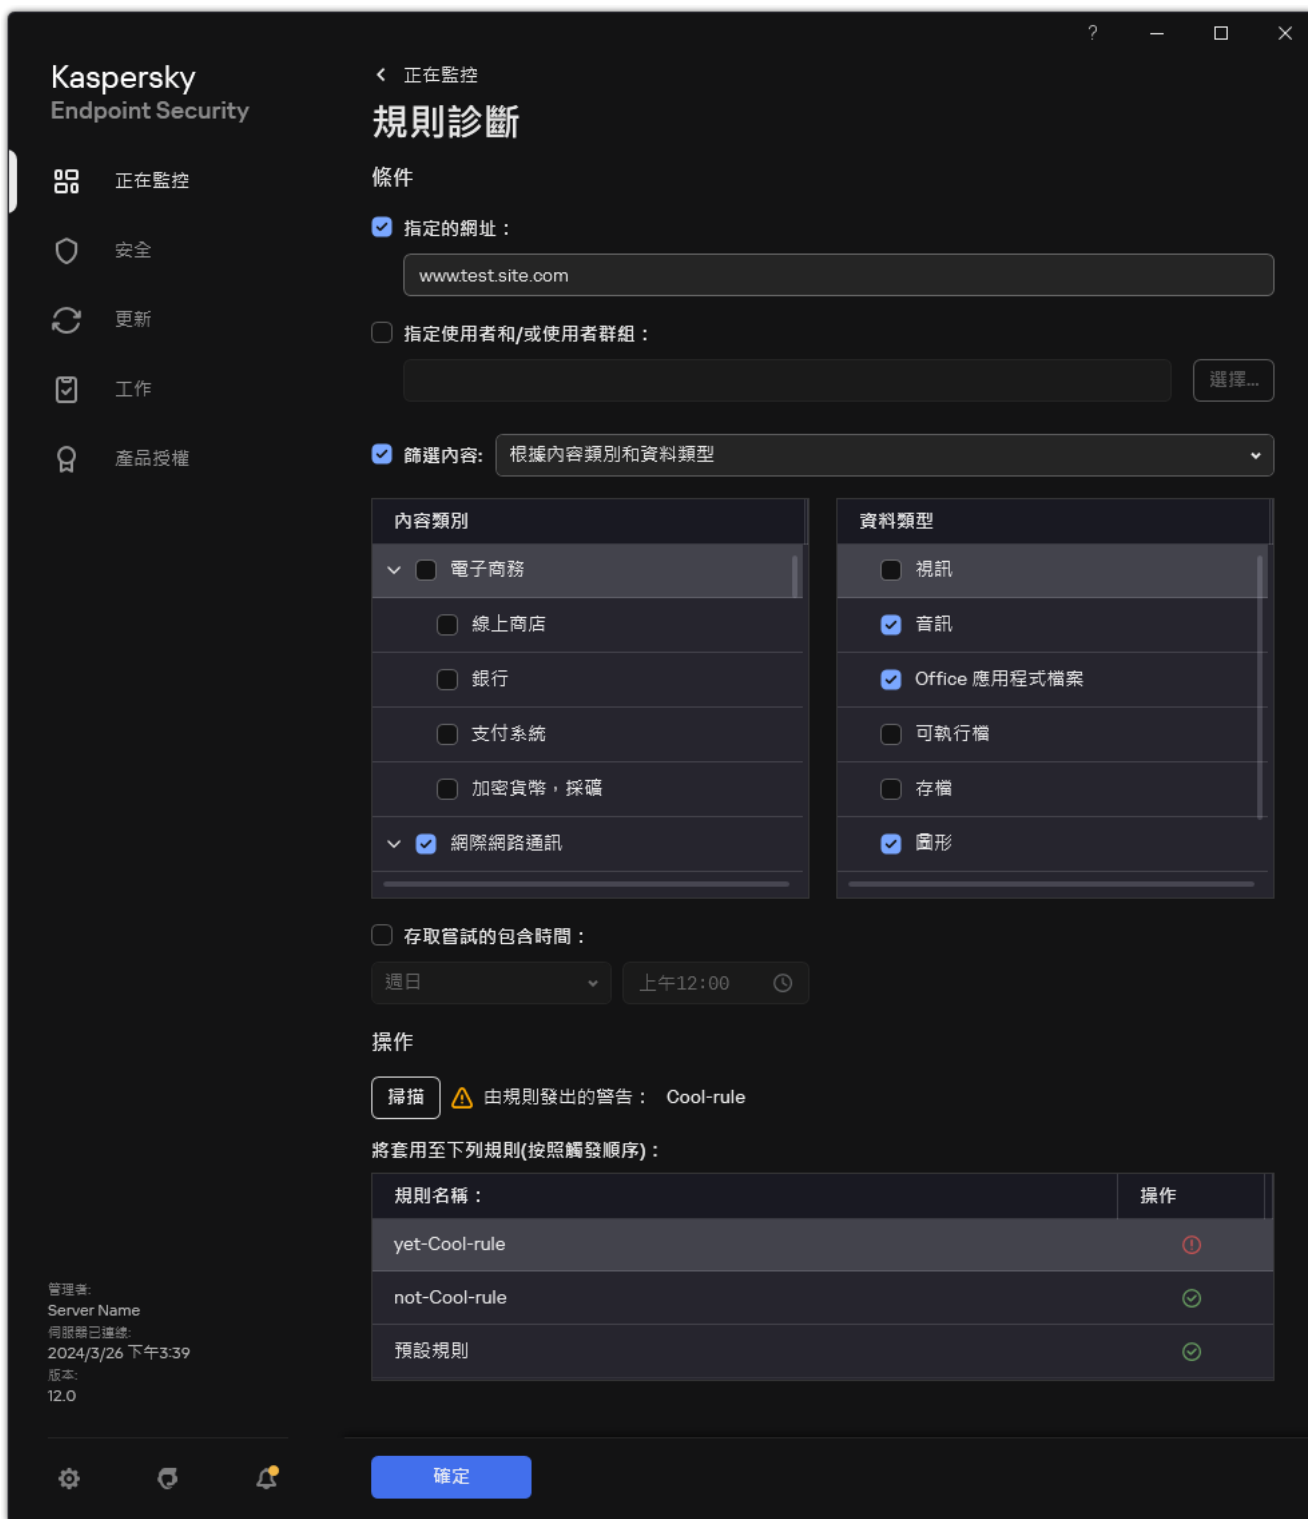 ?
Kaspersky
Endpoint Security
正在監控
安全
更新
工作
產品授權
正在監控
規則診斷
條件
指定的網址：
www.test.site.com
指定使用者和/或使用者群組：
選擇...
篩選內容: 根據內容類別和資料類型
內容類別
電子商務
線上商店
銀行
支付系統
加密貨幣，採礦
網際網路通訊
資料類型
視訊
音訊
Office 應用程式檔案
可執行檔
存檔
圖形
存取嘗試的包含時間：
週日 上午12:00
操作
掃描 由規則發出的警告： Cool-rule
將套用至下列規則(按照觸發順序)：
規則名稱： 操作
yet-Cool-rule
not-Cool-rule
預設規則
管理者:
Server Name
伺服器已連線:
2024/3/26 下午3:39
版本:
12.0
確定